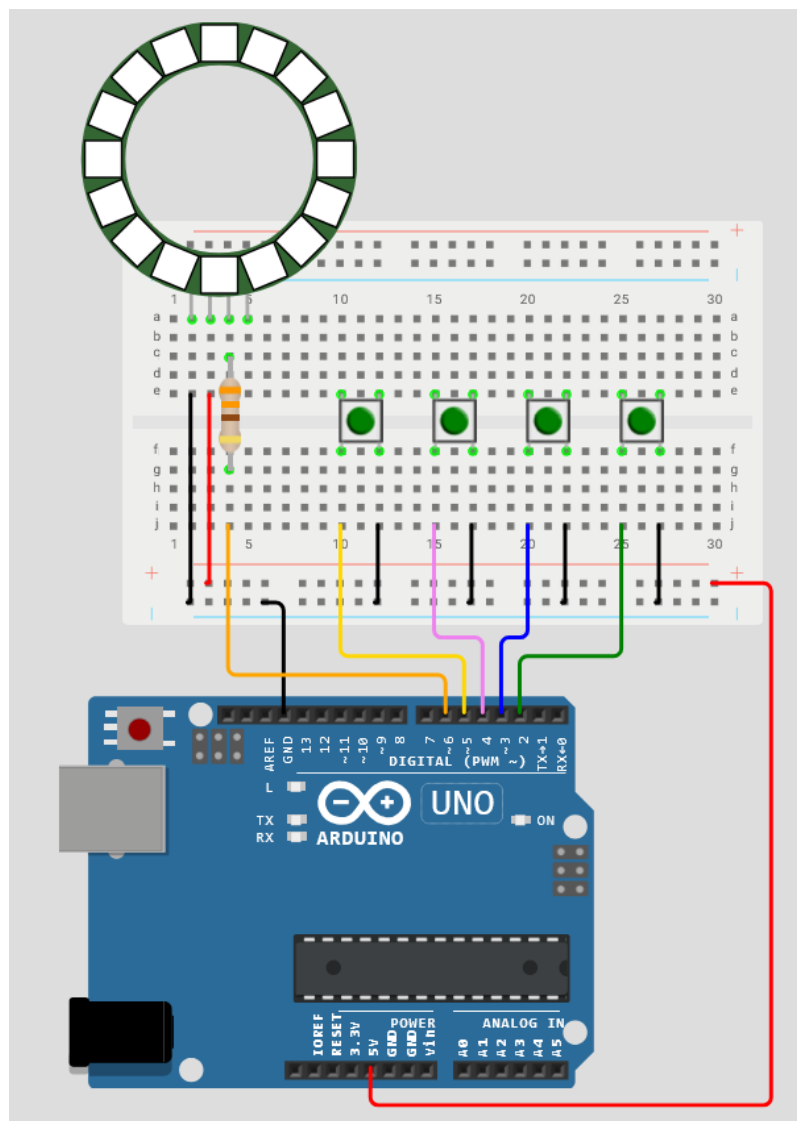 +
1 5 10 15 20 25 30
a a
b b
c c
d d
e e
f f
g g
h h
i i
j j
1 5 10 15 20 25 30
+ +
AREF GND 13 12 ~11 ~10 ~9 8 7 ~6 ~5 4 ~3 2 TX→1 RX←0
DIGITAL (PWM ~)
L
TX
RX
UNO
ON
ARDUINO
POWER
ANALOG IN
IOREF RESET 3.3V 5V GND GND Vin A0 A1 A2 A3 A4 A5